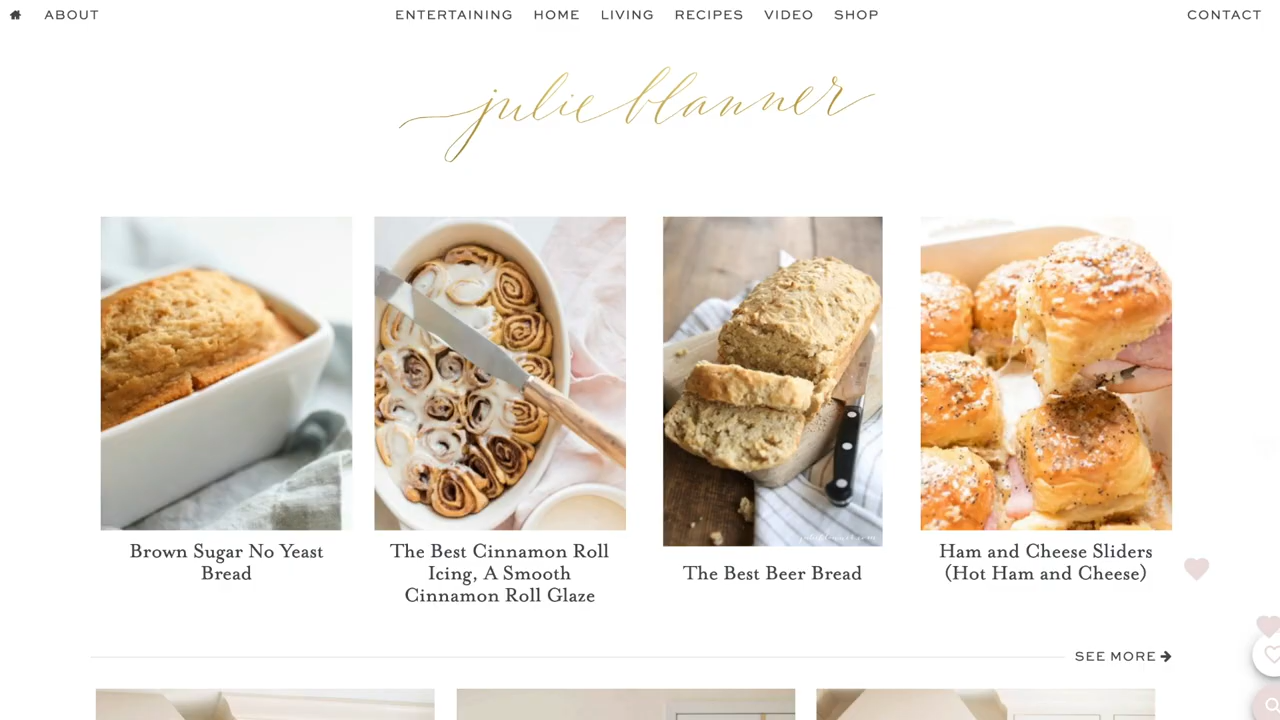 ABOUT
ENTERTAINING HOME LIVING RECIPES VIDEO SHOP
CONTACT
julie blanner
Brown Sugar No Yeast
Bread
The Best Cinnamon Roll
Icing, A Smooth
Cinnamon Roll Glaze
The Best Beer Bread
Ham and Cheese Sliders
(Hot Ham and Cheese)
SEE MORE